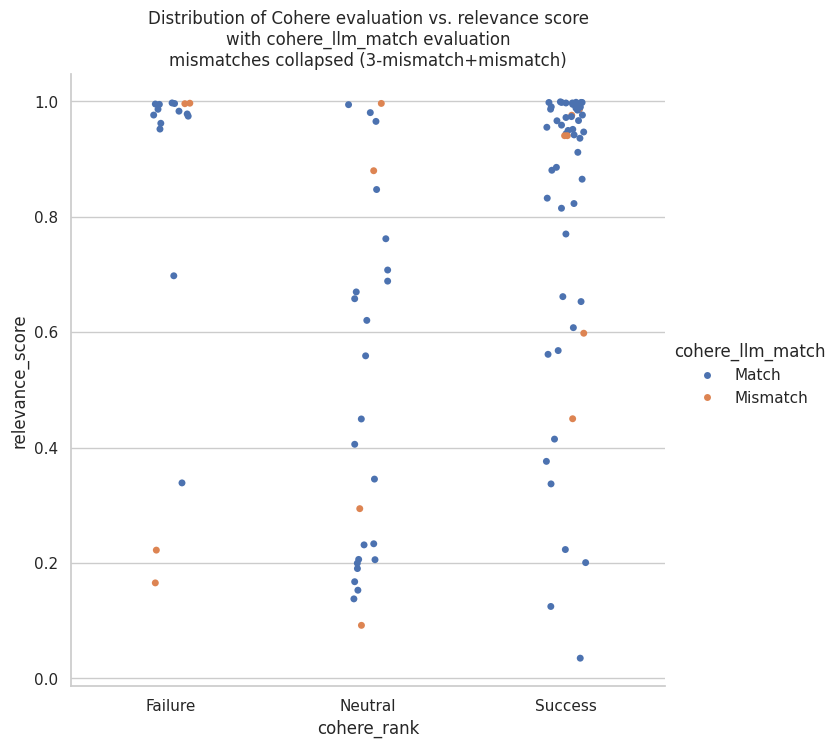 Distribution of Cohere evaluation vs. relevance score
with cohere_llm_match evaluation
mismatches collapsed (3-mismatch+mismatch)
1.0
0.8
0.6
0.4
0.2
0.0
relevance_score
Failure
Neutral
Success
cohere_rank
cohere_llm_match
Match
Mismatch